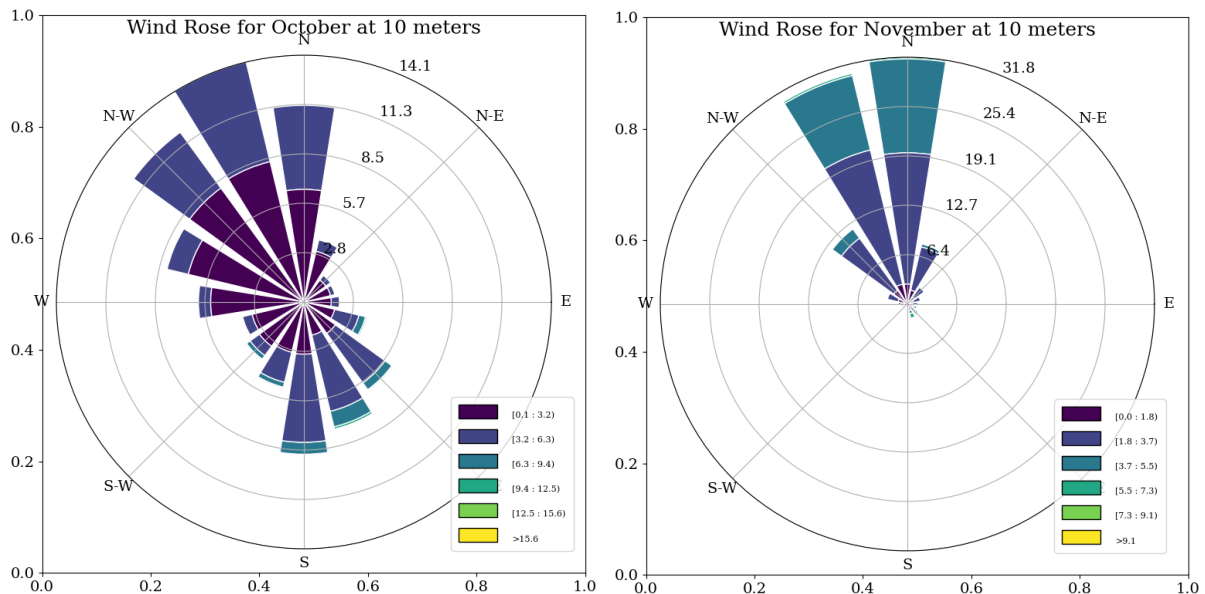 Wind Rose for October at 10 meters
N
N-E
E
S
S-W
W
N-W
14.1
11.3
8.5
5.7
2.8
[0.1 : 3.2)
[3.2 : 6.3)
[6.3 : 9.4)
[9.4 : 12.5)
[12.5 : 15.6)
>15.6
1.0
0.8
0.6
0.4
0.2
0.0
0.0
0.2
0.4
0.6
0.8
1.0
Wind Rose for November at 10 meters
N
N-E
E
S
S-W
W
N-W
31.8
25.4
19.1
12.7
6.4
[0.0 : 1.8)
[1.8 : 3.7)
[3.7 : 5.5)
[5.5 : 7.3)
[7.3 : 9.1)
>9.1
1.0
0.8
0.6
0.4
0.2
0.0
0.0
0.2
0.4
0.6
0.8
1.0